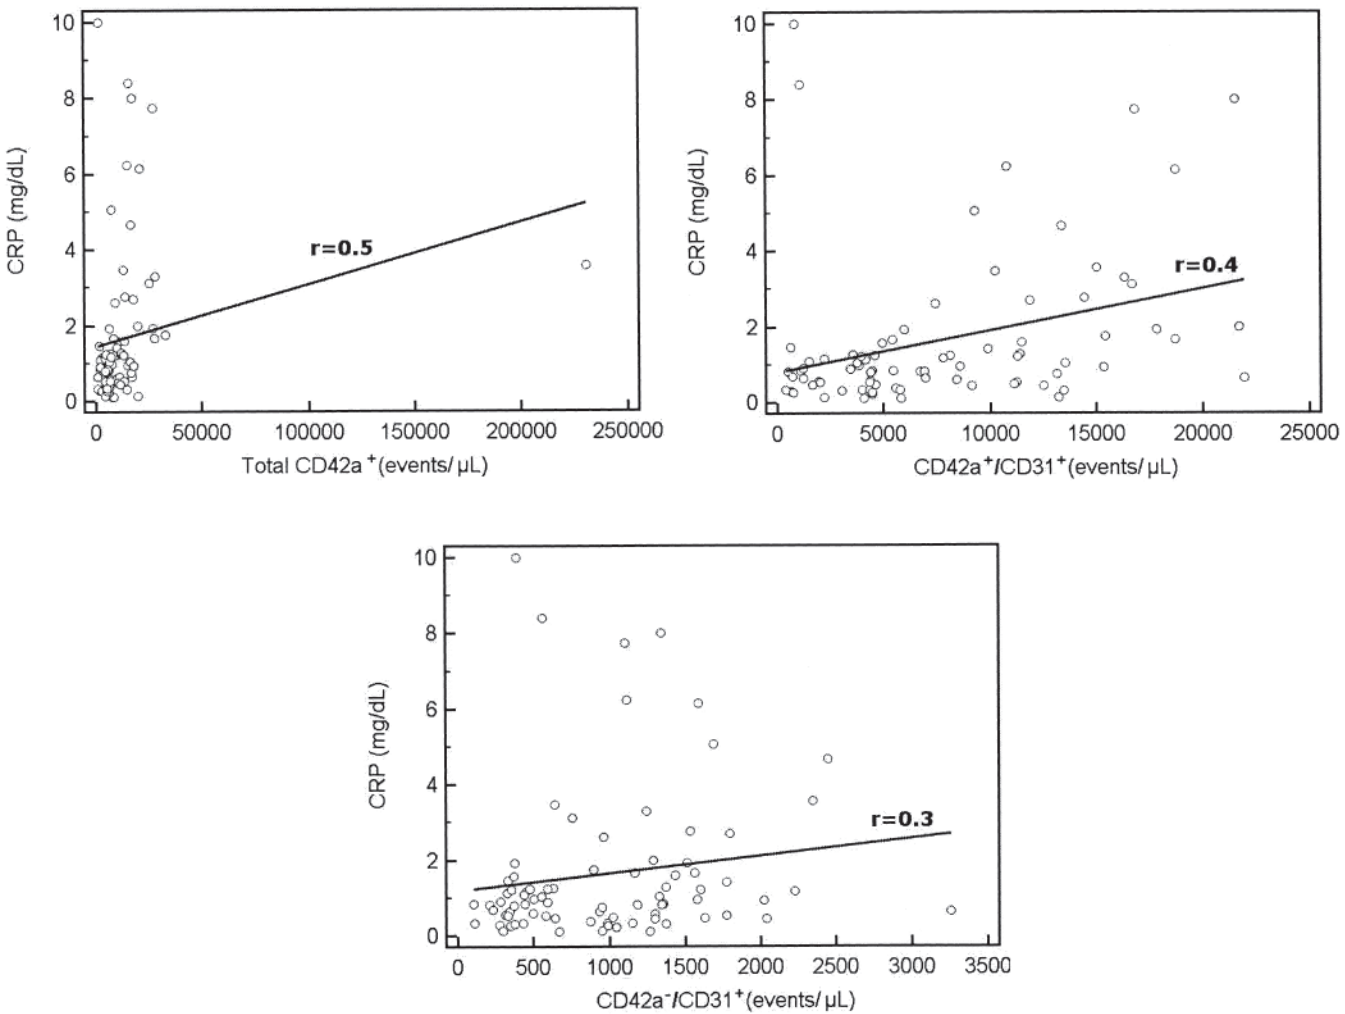 10
8
6
4
2
0
CRP (mg/dL)
r=0.5
0 50000 100000 150000 200000 250000
Total CD42a⁺(events/ µL)
10
8
6
4
2
0
CRP (mg/dL)
r=0.4
0 5000 10000 15000 20000 25000
CD42a⁺/CD31⁺(events/ µL)
10
8
6
4
2
0
CRP (mg/dL)
r=0.3
0 500 1000 1500 2000 2500 3000 3500
CD42a⁻/CD31⁺(events/ µL)